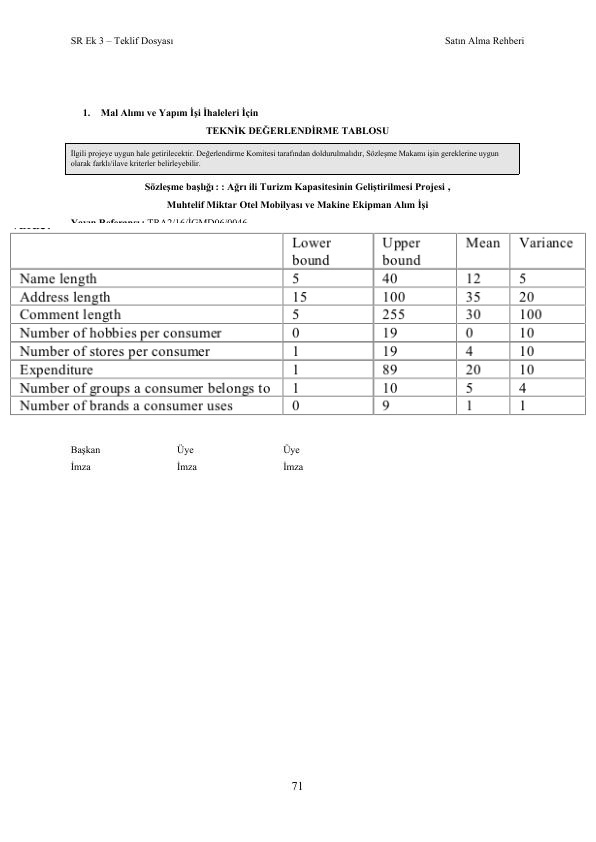 SR Ek 3 – Teklif Dosyası Satın Alma Rehberi
1. Mal Alımı ve Yapım İşi İhaleleri İçin
TEKNİK DEĞERLENDİRME TABLOSU
İlgili projeye uygun hale getirilecektir. Değerlendirme Komitesi tarafından doldurulmalıdır, Sözleşme Makamı işin gereklerine uygun
olarak farklı/ilave kriterler belirleyebilir.
Sözleşme başlığı : : Ağrı ili Turizm Kapasitesinin Geliştirilmesi Projesi ,
Muhtelif Miktar Otel Mobilyası ve Makine Ekipman Alım İşi
Yayın Referansı : TRA2/16/İGMD06/0046
Lower bound Upper bound Mean Variance
Name length 5 40 12 5
Address length 15 100 35 20
Comment length 5 255 30 100
Number of hobbies per consumer 0 19 0 10
Number of stores per consumer 1 19 4 10
Expenditure 1 89 20 10
Number of groups a consumer belongs to 1 10 5 4
Number of brands a consumer uses 0 9 1 1
Başkan Üye Üye
İmza İmza İmza
71